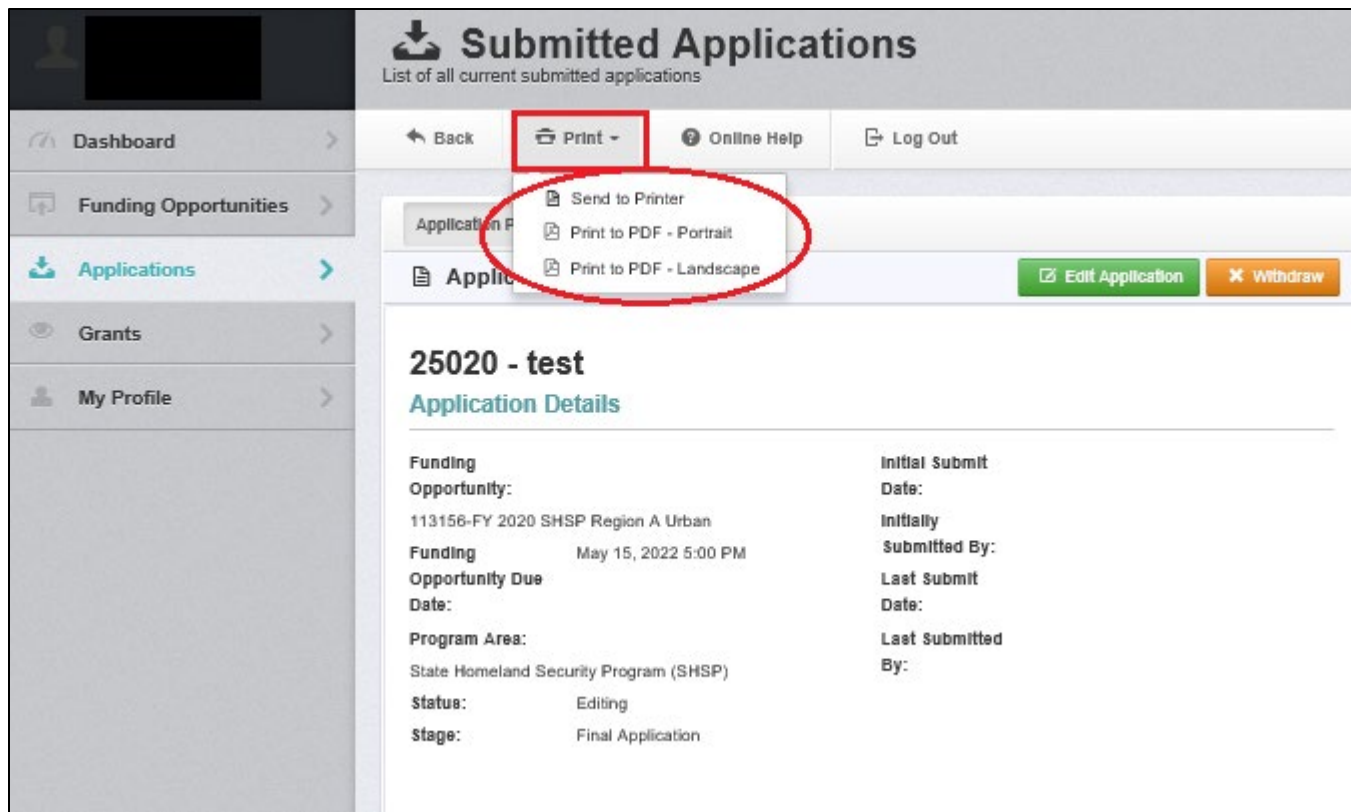 Submitted Applications
List of all current submitted applications
Dashboard
Funding Opportunities
Applications
Grants
My Profile
Back
Print
Online Help
Log Out
Send to Printer
Print to PDF - Portrait
Print to PDF - Landscape
Application P
Applic
Edit Application
Withdraw
25020 - test
Application Details
Funding
Opportunity:
113156-FY 2020 SHSP Region A Urban
Funding May 15, 2022 5:00 PM
Opportunity Due
Date:
Program Area:
State Homeland Security Program (SHSP)
Status: Editing
Stage: Final Application
Initial Submit
Date:
Initially
Submitted By:
Last Submit
Date:
Last Submitted
By: